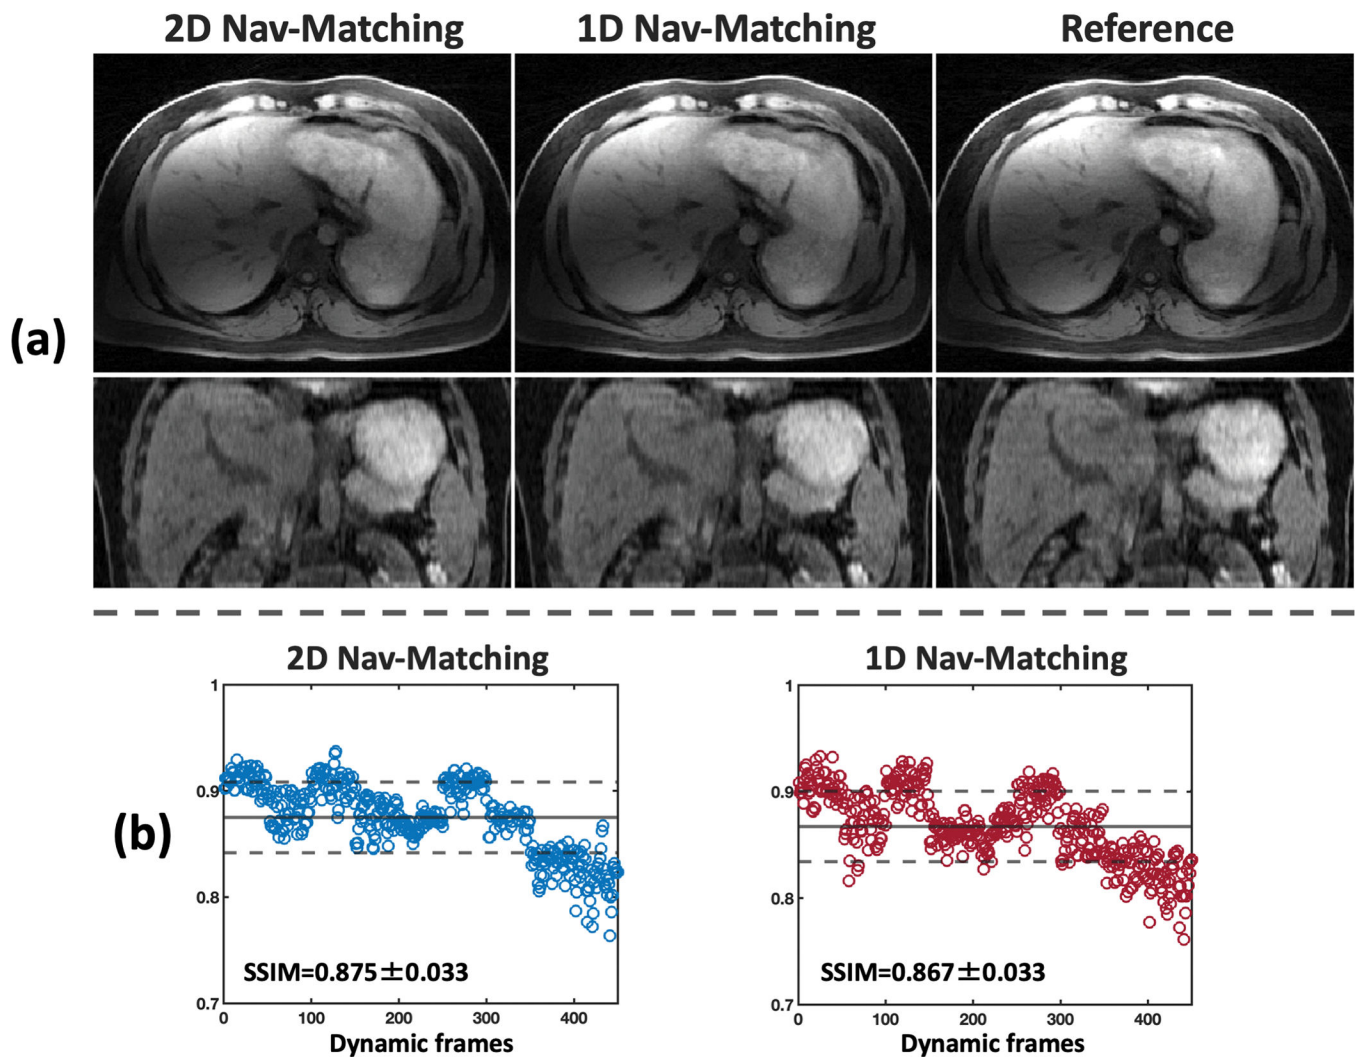 2D Nav-Matching 1D Nav-Matching Reference
(a)
2D Nav-Matching 1D Nav-Matching
(b)
1
0.9
0.8
0.7
0 100 200 300 400
SSIM=0.875±0.033
Dynamic frames
1
0.9
0.8
0.7
0 100 200 300 400
SSIM=0.867±0.033
Dynamic frames